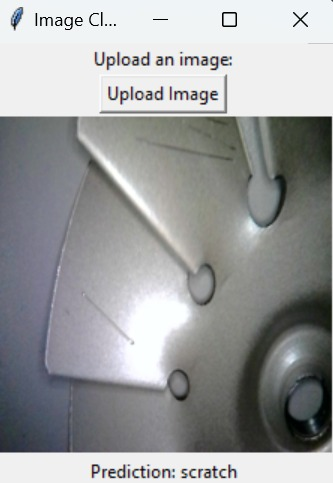 Image Cl...
Upload an image:
Upload Image
Prediction: scratch